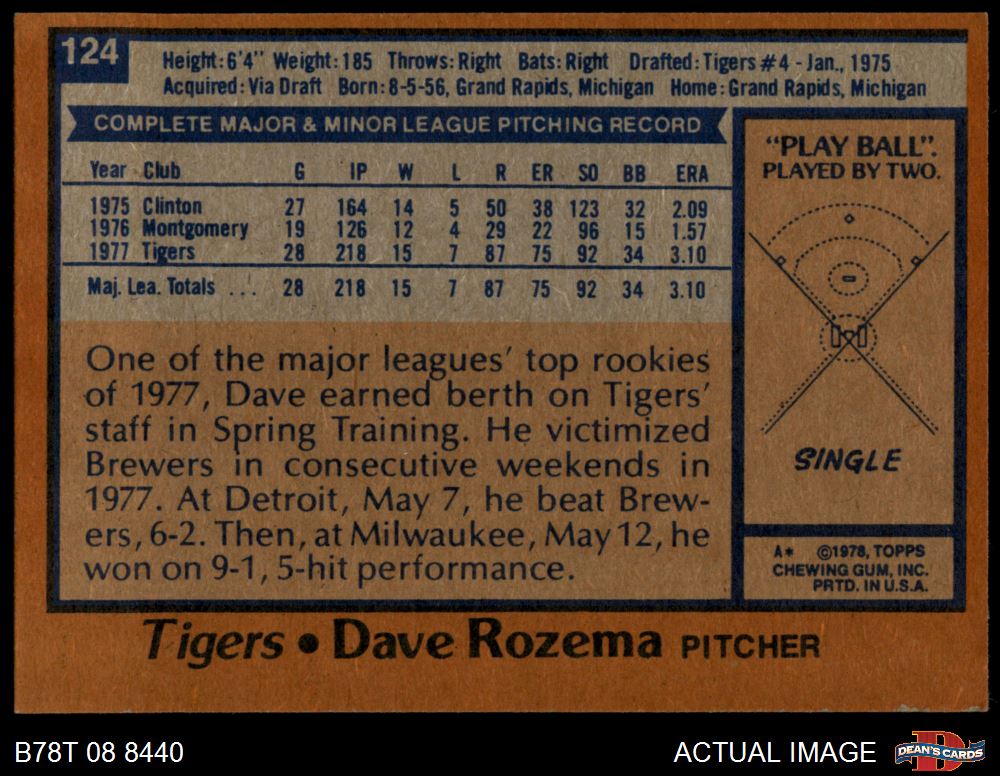 124
Height: 6'4" Weight: 185 Throws: Right Bats: Right Drafted: Tigers #4 - Jan., 1975
Acquired: Via Draft Born: 8-5-56, Grand Rapids, Michigan Home: Grand Rapids, Michigan
COMPLETE MAJOR & MINOR LEAGUE PITCHING RECORD
Year Club G IP W L R ER SO BB ERA
1975 Clinton 27 164 14 5 50 38 123 32 2.09
1976 Montgomery 19 126 12 4 29 22 96 15 1.57
1977 Tigers 28 218 15 7 87 75 92 34 3.10
Maj. Lea. Totals ... 28 218 15 7 87 75 92 34 3.10
One of the major leagues' top rookies
of 1977, Dave earned berth on Tigers'
staff in Spring Training. He victimized
Brewers in consecutive weekends in
1977. At Detroit, May 7, he beat Brew-
ers, 6-2. Then, at Milwaukee, May 12, he
won on 9-1, 5-hit performance.
"PLAY BALL".
PLAYED BY TWO.
SINGLE
A* ©1978, TOPPS
CHEWING GUM, INC.
PRTD. IN U.S.A.
Tigers • Dave Rozema PITCHER
B78T 08 8440
ACTUAL IMAGE
D
DEAN'S CARDS